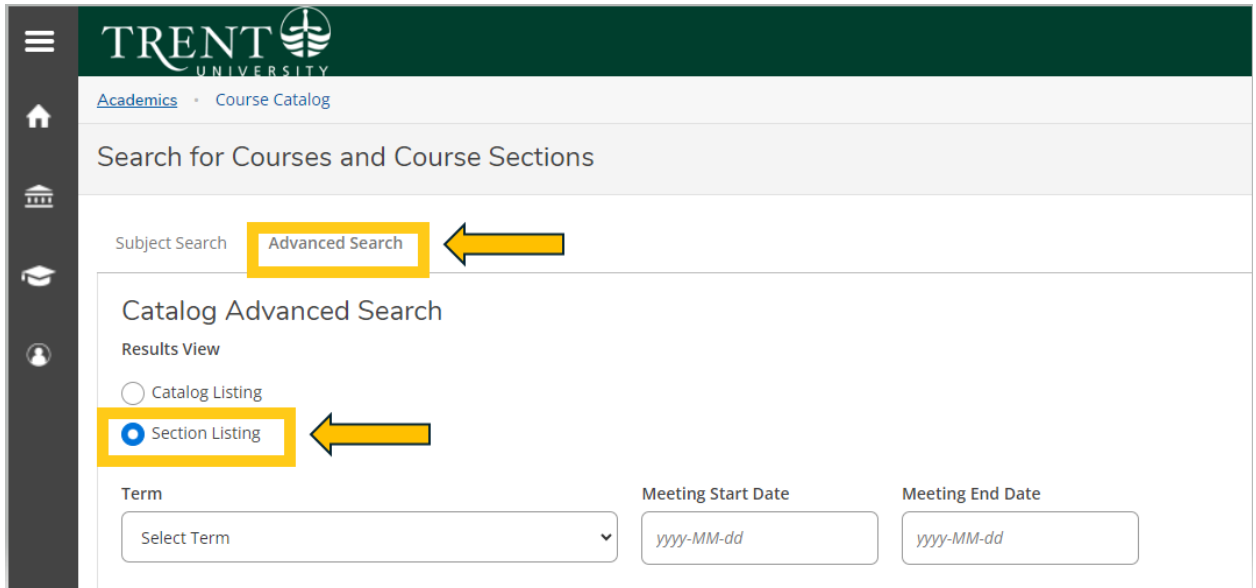 TRENT
UNIVERSITY
Academics · Course Catalog
Search for Courses and Course Sections
Subject Search Advanced Search
Catalog Advanced Search
Results View
Catalog Listing
Section Listing
Term Meeting Start Date Meeting End Date
Select Term yyyy-MM-dd yyyy-MM-dd